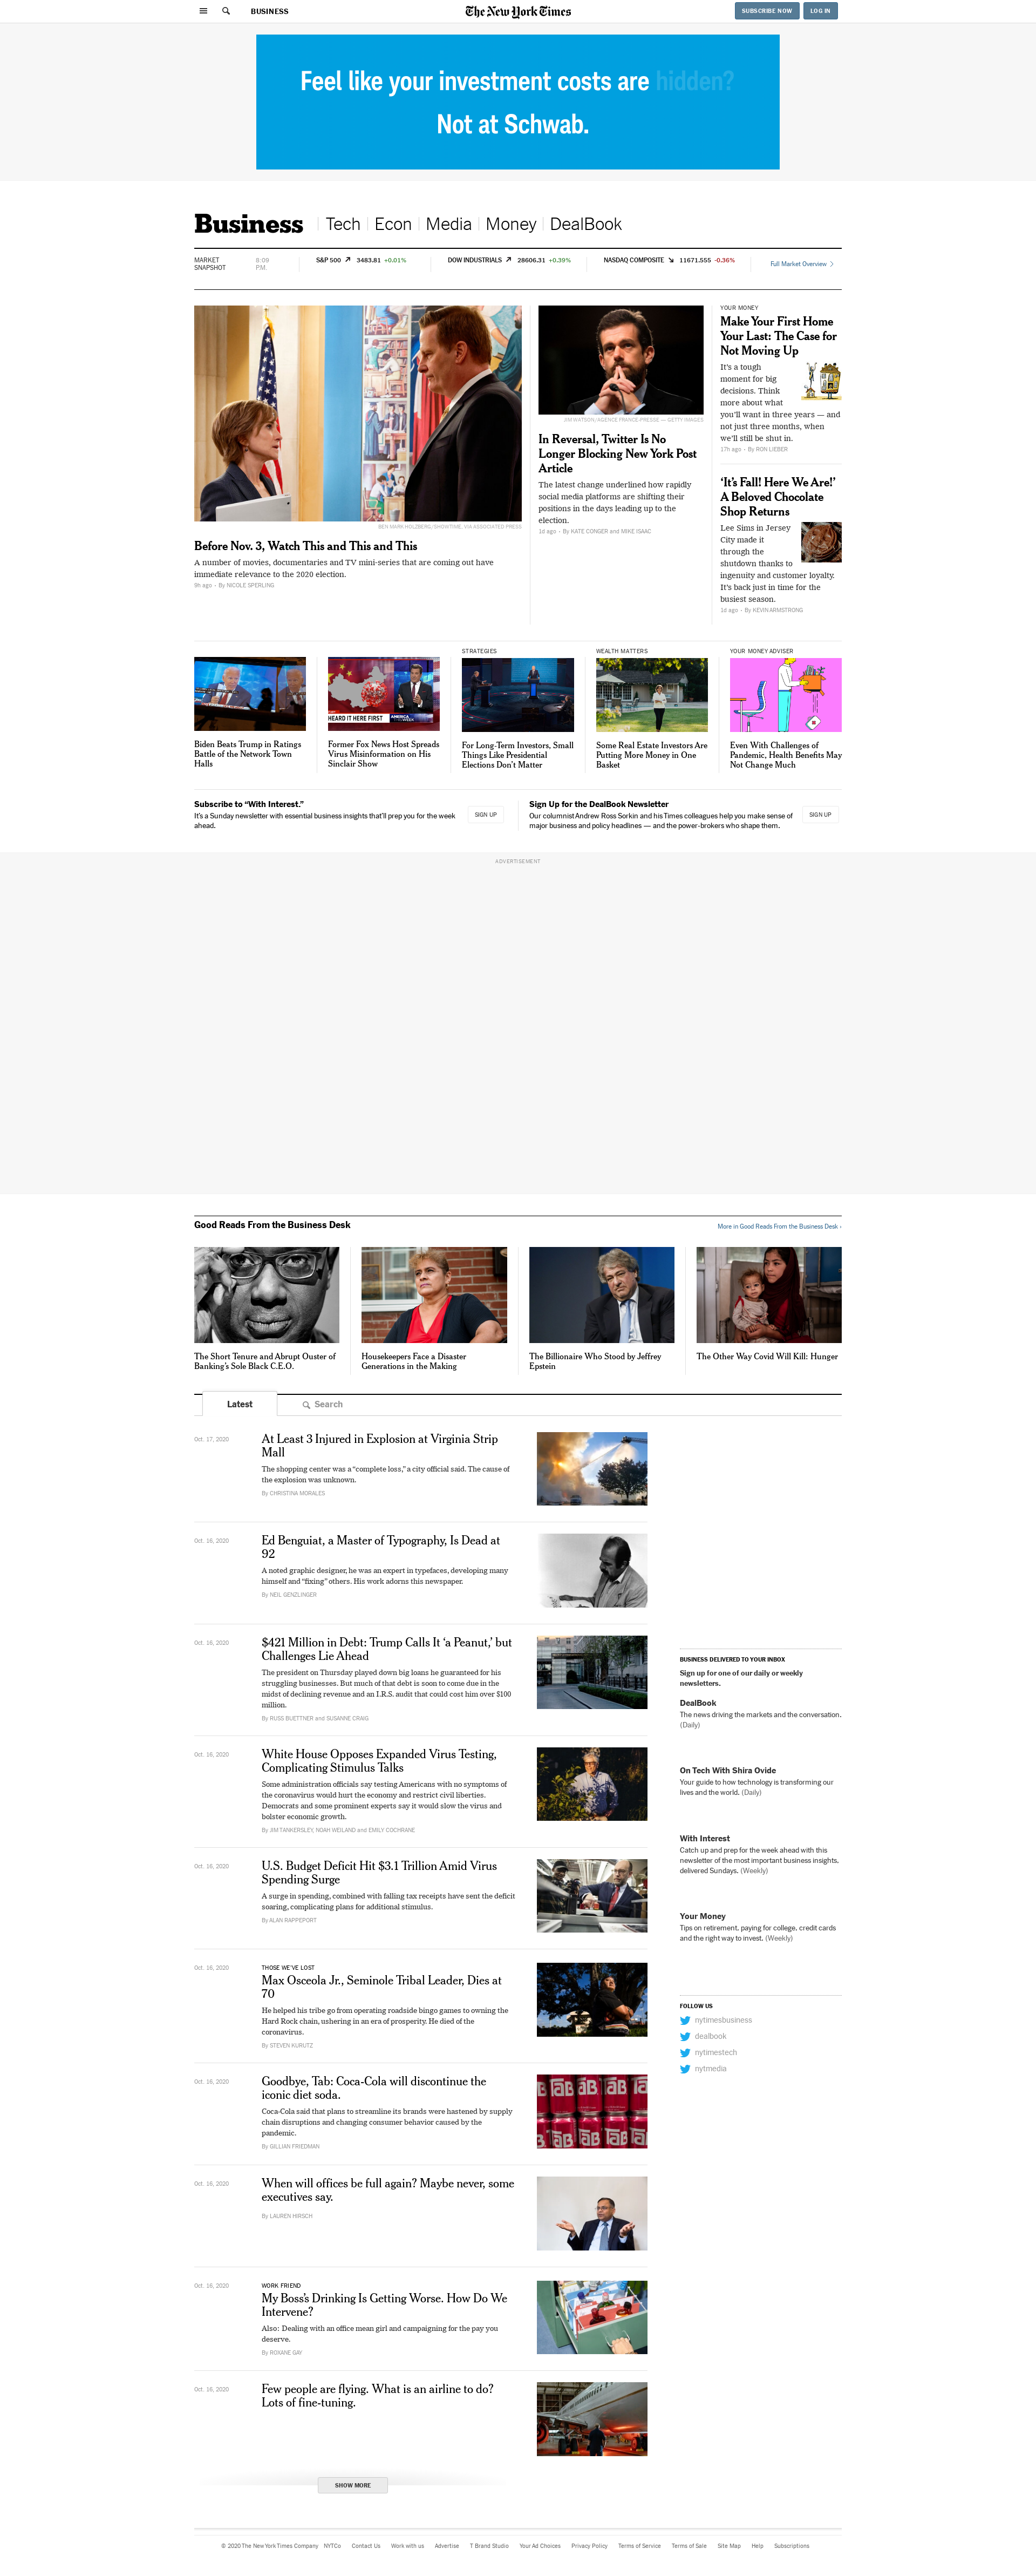 BUSINESS
The New York Times
SUBSCRIBE NOW
LOG IN
Feel like your investment costs are hidden?
Not at Schwab.
Business
Tech
Econ
Media
Money
DealBook
MARKET
SNAPSHOT
8:09
P.M.
S&P 500 3483.81 +0.01%
DOW INDUSTRIALS 28606.31 +0.39%
NASDAQ COMPOSITE 11671.555 -0.36%
Full Market Overview
BEN MARK HOLZBERG/SHOWTIME, VIA ASSOCIATED PRESS
Before Nov. 3, Watch This and This and This
A number of movies, documentaries and TV mini-series that are coming out have
immediate relevance to the 2020 election.
9h ago · By NICOLE SPERLING
JIM WATSON/AGENCE FRANCE-PRESSE — GETTY IMAGES
In Reversal, Twitter Is No
Longer Blocking New York Post
Article
The latest change underlined how rapidly
social media platforms are shifting their
positions in the days leading up to the
election.
1d ago · By KATE CONGER and MIKE ISAAC
YOUR MONEY
Make Your First Home
Your Last: The Case for
Not Moving Up
It's a tough
moment for big
decisions. Think
more about what
you'll want in three years — and
not just three months, when
we'll still be shut in.
17h ago · By RON LIEBER
‘It’s Fall! Here We Are!’
A Beloved Chocolate
Shop Returns
Lee Sims in Jersey
City made it
through the
shutdown thanks to
ingenuity and customer loyalty.
It's back just in time for the
busiest season.
1d ago · By KEVIN ARMSTRONG
Biden Beats Trump in Ratings
Battle of the Network Town
Halls
HEARD IT HERE FIRST
AMERICA
Former Fox News Host Spreads
Virus Misinformation on His
Sinclair Show
STRATEGIES
For Long-Term Investors, Small
Things Like Presidential
Elections Don't Matter
WEALTH MATTERS
Some Real Estate Investors Are
Putting More Money in One
Basket
YOUR MONEY ADVISER
Even With Challenges of
Pandemic, Health Benefits May
Not Change Much
Subscribe to “With Interest.”
It's a Sunday newsletter with essential business insights that'll prep you for the week
ahead.
SIGN UP
Sign Up for the DealBook Newsletter
Our columnist Andrew Ross Sorkin and his Times colleagues help you make sense of
major business and policy headlines — and the power-brokers who shape them.
SIGN UP
ADVERTISEMENT
Good Reads From the Business Desk
More in Good Reads From the Business Desk ›
The Short Tenure and Abrupt Ouster of
Banking's Sole Black C.E.O.
Housekeepers Face a Disaster
Generations in the Making
The Billionaire Who Stood by Jeffrey
Epstein
The Other Way Covid Will Kill: Hunger
Latest
Search
Oct. 17, 2020
At Least 3 Injured in Explosion at Virginia Strip
Mall
The shopping center was a “complete loss,” a city official said. The cause of
the explosion was unknown.
By CHRISTINA MORALES
Oct. 16, 2020
Ed Benguiat, a Master of Typography, Is Dead at
92
A noted graphic designer, he was an expert in typefaces, developing many
himself and “fixing” others. His work adorns this newspaper.
By NEIL GENZLINGER
Oct. 16, 2020
$421 Million in Debt: Trump Calls It ‘a Peanut,’ but
Challenges Lie Ahead
The president on Thursday played down big loans he guaranteed for his
struggling businesses. But much of that debt is soon to come due in the
midst of declining revenue and an I.R.S. audit that could cost him over $100
million.
By RUSS BUETTNER and SUSANNE CRAIG
Oct. 16, 2020
White House Opposes Expanded Virus Testing,
Complicating Stimulus Talks
Some administration officials say testing Americans with no symptoms of
the coronavirus would hurt the economy and restrict civil liberties.
Democrats and some prominent experts say it would slow the virus and
bolster economic growth.
By JIM TANKERSLEY, NOAH WEILAND and EMILY COCHRANE
Oct. 16, 2020
U.S. Budget Deficit Hit $3.1 Trillion Amid Virus
Spending Surge
A surge in spending, combined with falling tax receipts have sent the deficit
soaring, complicating plans for additional stimulus.
By ALAN RAPPEPORT
Oct. 16, 2020
THOSE WE'VE LOST
Max Osceola Jr., Seminole Tribal Leader, Dies at
70
He helped his tribe go from operating roadside bingo games to owning the
Hard Rock chain, ushering in an era of prosperity. He died of the
coronavirus.
By STEVEN KURUTZ
Oct. 16, 2020
Goodbye, Tab: Coca-Cola will discontinue the
iconic diet soda.
Coca-Cola said that plans to streamline its brands were hastened by supply
chain disruptions and changing consumer behavior caused by the
pandemic.
By GILLIAN FRIEDMAN
TAB TAB TAB
Oct. 16, 2020
When will offices be full again? Maybe never, some
executives say.
By LAUREN HIRSCH
Oct. 16, 2020
WORK FRIEND
My Boss's Drinking Is Getting Worse. How Do We
Intervene?
Also: Dealing with an office mean girl and campaigning for the pay you
deserve.
By ROXANE GAY
Oct. 16, 2020
Few people are flying. What is an airline to do?
Lots of fine-tuning.
SHOW MORE
BUSINESS DELIVERED TO YOUR INBOX
Sign up for one of our daily or weekly
newsletters.
DealBook
The news driving the markets and the conversation.
(Daily)
On Tech With Shira Ovide
Your guide to how technology is transforming our
lives and the world. (Daily)
With Interest
Catch up and prep for the week ahead with this
newsletter of the most important business insights,
delivered Sundays. (Weekly)
Your Money
Tips on retirement, paying for college, credit cards
and the right way to invest. (Weekly)
FOLLOW US
nytimesbusiness
dealbook
nytimestech
nytmedia
© 2020 The New York Times Company NYTCo Contact Us Work with us Advertise T Brand Studio Your Ad Choices Privacy Policy Terms of Service Terms of Sale Site Map Help Subscriptions